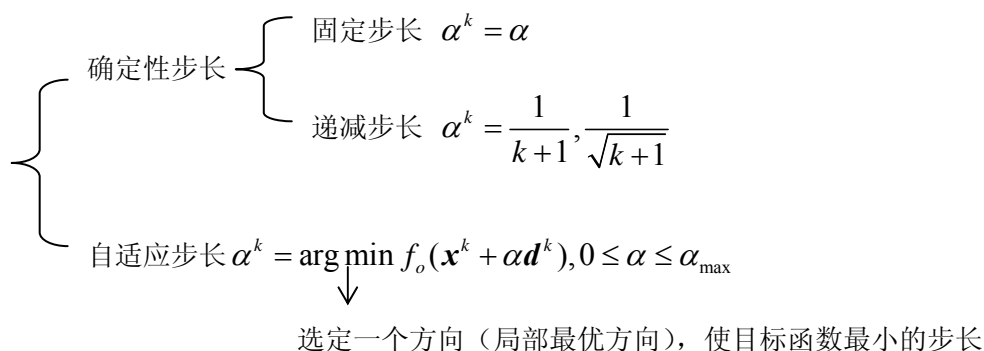 固定步长 α^k = α
确定性步长
递减步长 α^k = 1/(k+1), 1/√(k+1)
自适应步长 α^k = arg min f_o(x^k + αd^k), 0 ≤ α ≤ α_max
选定一个方向（局部最优方向），使目标函数最小的步长